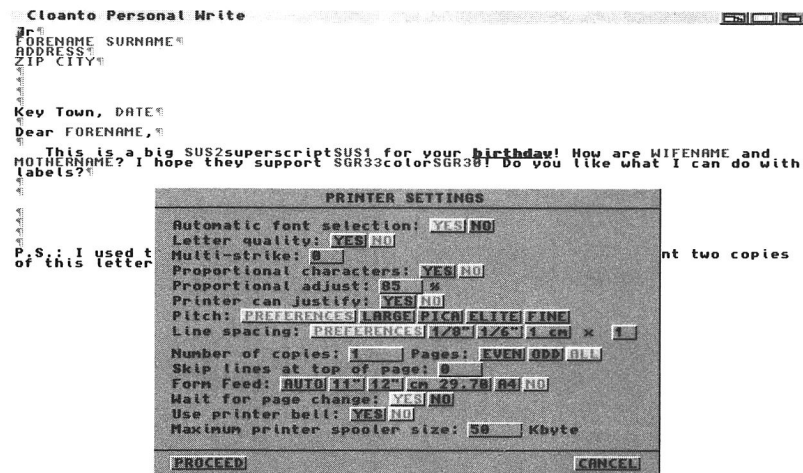 Cloanto Personal Write
Mr¶
FORENAME SURNAME¶
ADDRESS¶
ZIP CITY¶
¶
¶
¶
¶
Key Town, DATE¶
¶
Dear FORENAME,¶
¶
This is a big SUS2superscriptSUS1 for your birthday! How are WIFENAME and
MOTHERNAME? I hope they support SGR33colorSGR30! Do you like what I can do with
labels?¶
¶
¶
¶
¶
¶
¶
P.S.: I used t
nt two copies
of this letter
PRINTER SETTINGS
Automatic font selection: YES NO
Letter quality: YES NO
Multi-strike: 0
Proportional characters: YES NO
Proportional adjust: 85 %
Printer can justify: YES NO
Pitch: PREFERENCES LARGE PICA ELITE FINE
Line spacing: PREFERENCES 1/8" 1/6" 1 cm × 1
Number of copies: 1 Pages: EVEN ODD ALL
Skip lines at top of page: 0
Form Feed: AUTO 11" 12" cm 29.70 A4 NO
Wait for page change: YES NO
Use printer bell: YES NO
Maximum printer spooler size: 50 Kbyte
PROCEED CANCEL